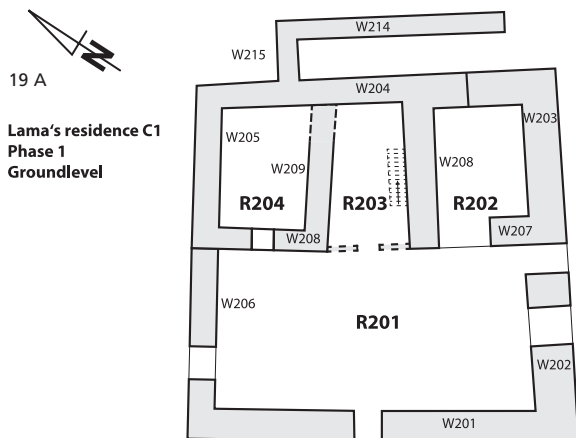 N
19 A
Lama's residence C1
Phase 1
Groundlevel
W214
W215
W204
W205
W203
W209
W208
R204
R203
R202
W208
W207
W206
R201
W202
W201